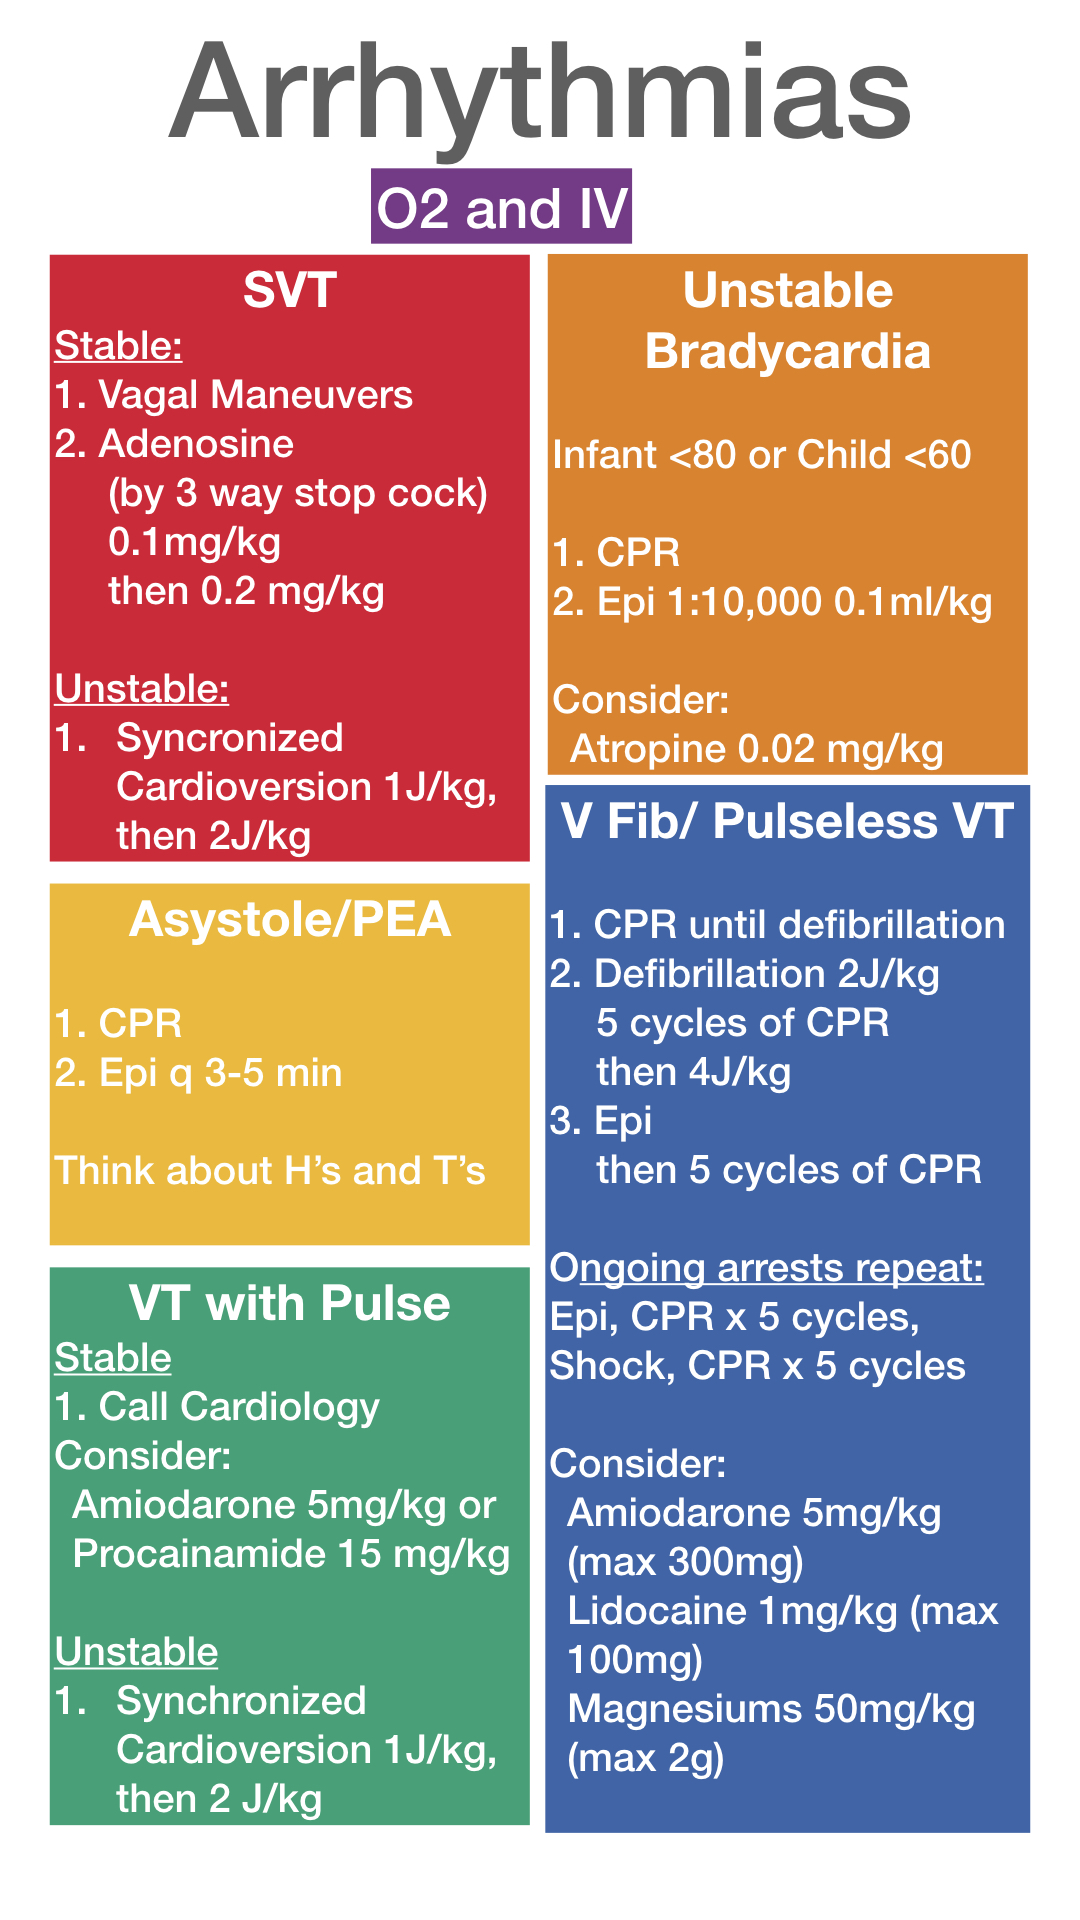 Arrhythmias
O2 and IV
SVT
Stable:
1. Vagal Maneuvers
2. Adenosine
(by 3 way stop cock)
0.1mg/kg
then 0.2 mg/kg
Unstable:
1. Syncronized
Cardioversion 1J/kg,
then 2J/kg
Unstable
Bradycardia
Infant <80 or Child <60
1. CPR
2. Epi 1:10,000 0.1ml/kg
Consider:
Atropine 0.02 mg/kg
Asystole/PEA
1. CPR
2. Epi q 3-5 min
Think about H’s and T’s
V Fib/ Pulseless VT
1. CPR until defibrillation
2. Defibrillation 2J/kg
5 cycles of CPR
then 4J/kg
3. Epi
then 5 cycles of CPR
Ongoing arrests repeat:
Epi, CPR x 5 cycles,
Shock, CPR x 5 cycles
Consider:
Amiodarone 5mg/kg
(max 300mg)
Lidocaine 1mg/kg (max
100mg)
Magnesiums 50mg/kg
(max 2g)
VT with Pulse
Stable
1. Call Cardiology
Consider:
Amiodarone 5mg/kg or
Procainamide 15 mg/kg
Unstable
1. Synchronized
Cardioversion 1J/kg,
then 2 J/kg